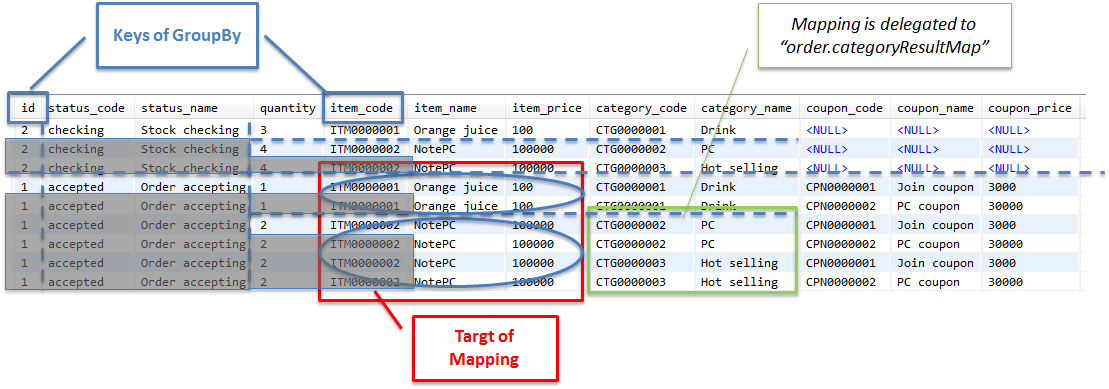 Keys of GroupBy
Mapping is delegated to
“order.categoryResultMap”
id status_code status_name quantity item_code item_name item_price category_code category_name coupon_code coupon_name coupon_price
2 checking Stock checking 3 ITM0000001 Orange juice 100 CTG0000001 Drink <NULL> <NULL> <NULL>
2 checking Stock checking 4 ITM0000002 NotePC 100000 CTG0000002 PC <NULL> <NULL> <NULL>
2 checking Stock checking 4 ITM0000002 NotePC 100000 CTG0000003 Hot selling <NULL> <NULL> <NULL>
1 accepted Order accepting 1 ITM0000001 Orange juice 100 CTG0000001 Drink CPN0000001 Join coupon 3000
1 accepted Order accepting 1 ITM0000001 Orange juice 100 CTG0000001 Drink CPN0000002 PC coupon 30000
1 accepted Order accepting 2 ITM0000002 NotePC 100000 CTG0000002 PC CPN0000001 Join coupon 3000
1 accepted Order accepting 2 ITM0000002 NotePC 100000 CTG0000002 PC CPN0000002 PC coupon 30000
1 accepted Order accepting 2 ITM0000002 NotePC 100000 CTG0000003 Hot selling CPN0000001 Join coupon 3000
1 accepted Order accepting 2 ITM0000002 NotePC 100000 CTG0000003 Hot selling CPN0000002 PC coupon 30000
Targt of
Mapping